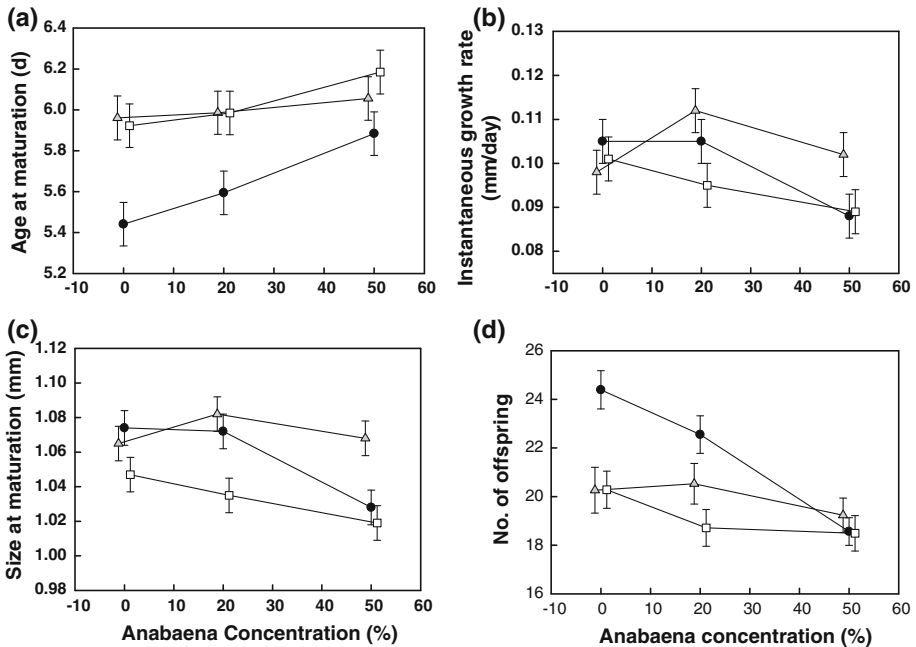 (a)
Age at maturation (d)
6.4
6.2
6.0
5.8
5.6
5.4
5.2
-10 0 10 20 30 40 50 60
(b)
Instantaneous growth rate
(mm/day)
0.13
0.12
0.11
0.10
0.09
0.08
-10 0 10 20 30 40 50 60
(c)
Size at maturation (mm)
1.12
1.10
1.08
1.06
1.04
1.02
1.00
0.98
-10 0 10 20 30 40 50 60
Anabaena Concentration (%)
(d)
No. of offspring
26
24
22
20
18
16
-10 0 10 20 30 40 50 60
Anabaena concentration (%)